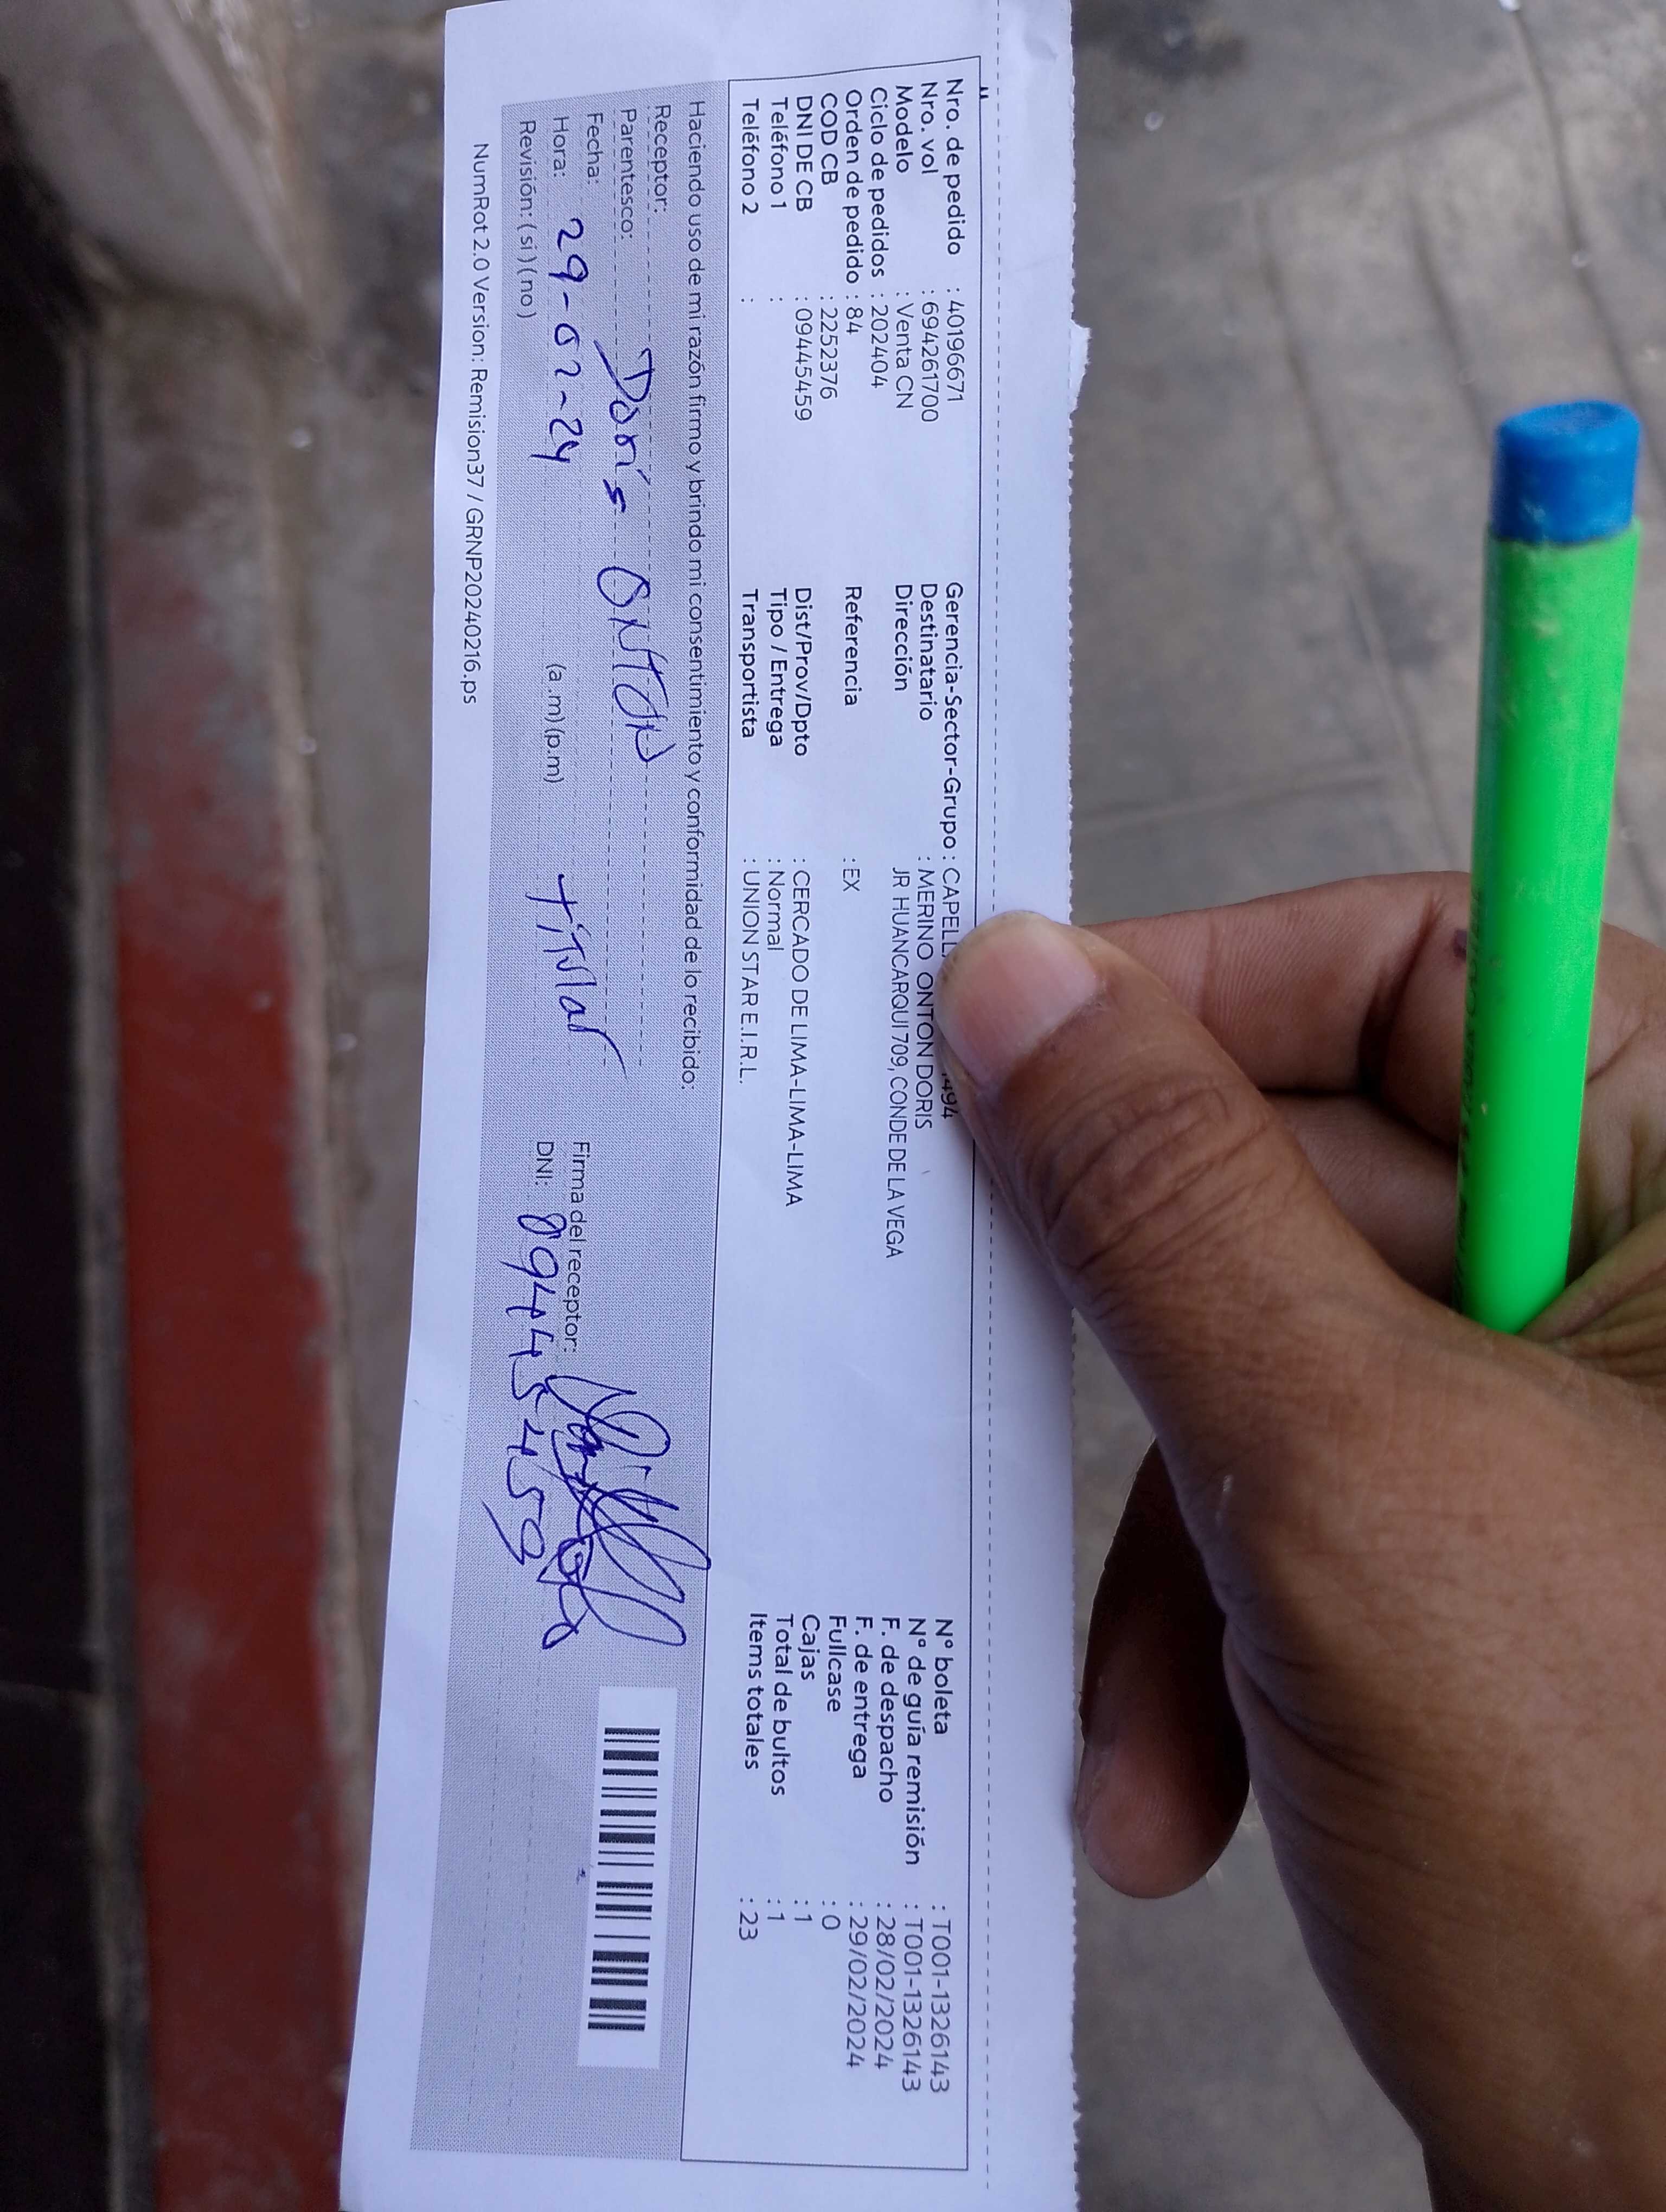 Nro. de pedido : 40196671
Nro. vol : 694261700
Modelo : Venta CN
Ciclo de pedidos : 202404
Orden de pedido : 84
COD CB : 2252376
DNI DE CB : 09445459
Teléfono 1 :
Teléfono 2 :
Gerencia-Sector-Grupo : CAPELL 1494
Destinatario : MERINO ONTON DORIS
Dirección JR HUANCARQUI 709, CONDE DE LA VEGA
Referencia : EX
Dist/Prov/Dpto : CERCADO DE LIMA-LIMA-LIMA
Tipo / Entrega : Normal
Transportista : UNION STAR E.I.R.L.
N° boleta : T001-1326143
N° de guía remisión : T001-1326143
F. de despacho : 28/02/2024
F. de entrega : 29/02/2024
Fullcase : 0
Cajas : 1
Total de bultos : 1
Items totales : 23
Haciendo uso de mi razón firmo y brindo mi consentimiento y conformidad de lo recibido:
Receptor:
Parentesco: Doris ONTON
Fecha: Titular
Hora: 29-02-24 (a .m) (p.m)
Revisión: ( sí ) ( no )
Firma del receptor:
DNI: 09445459
NumRot 2.0 Version: Remision37 / GRNP20240216.ps